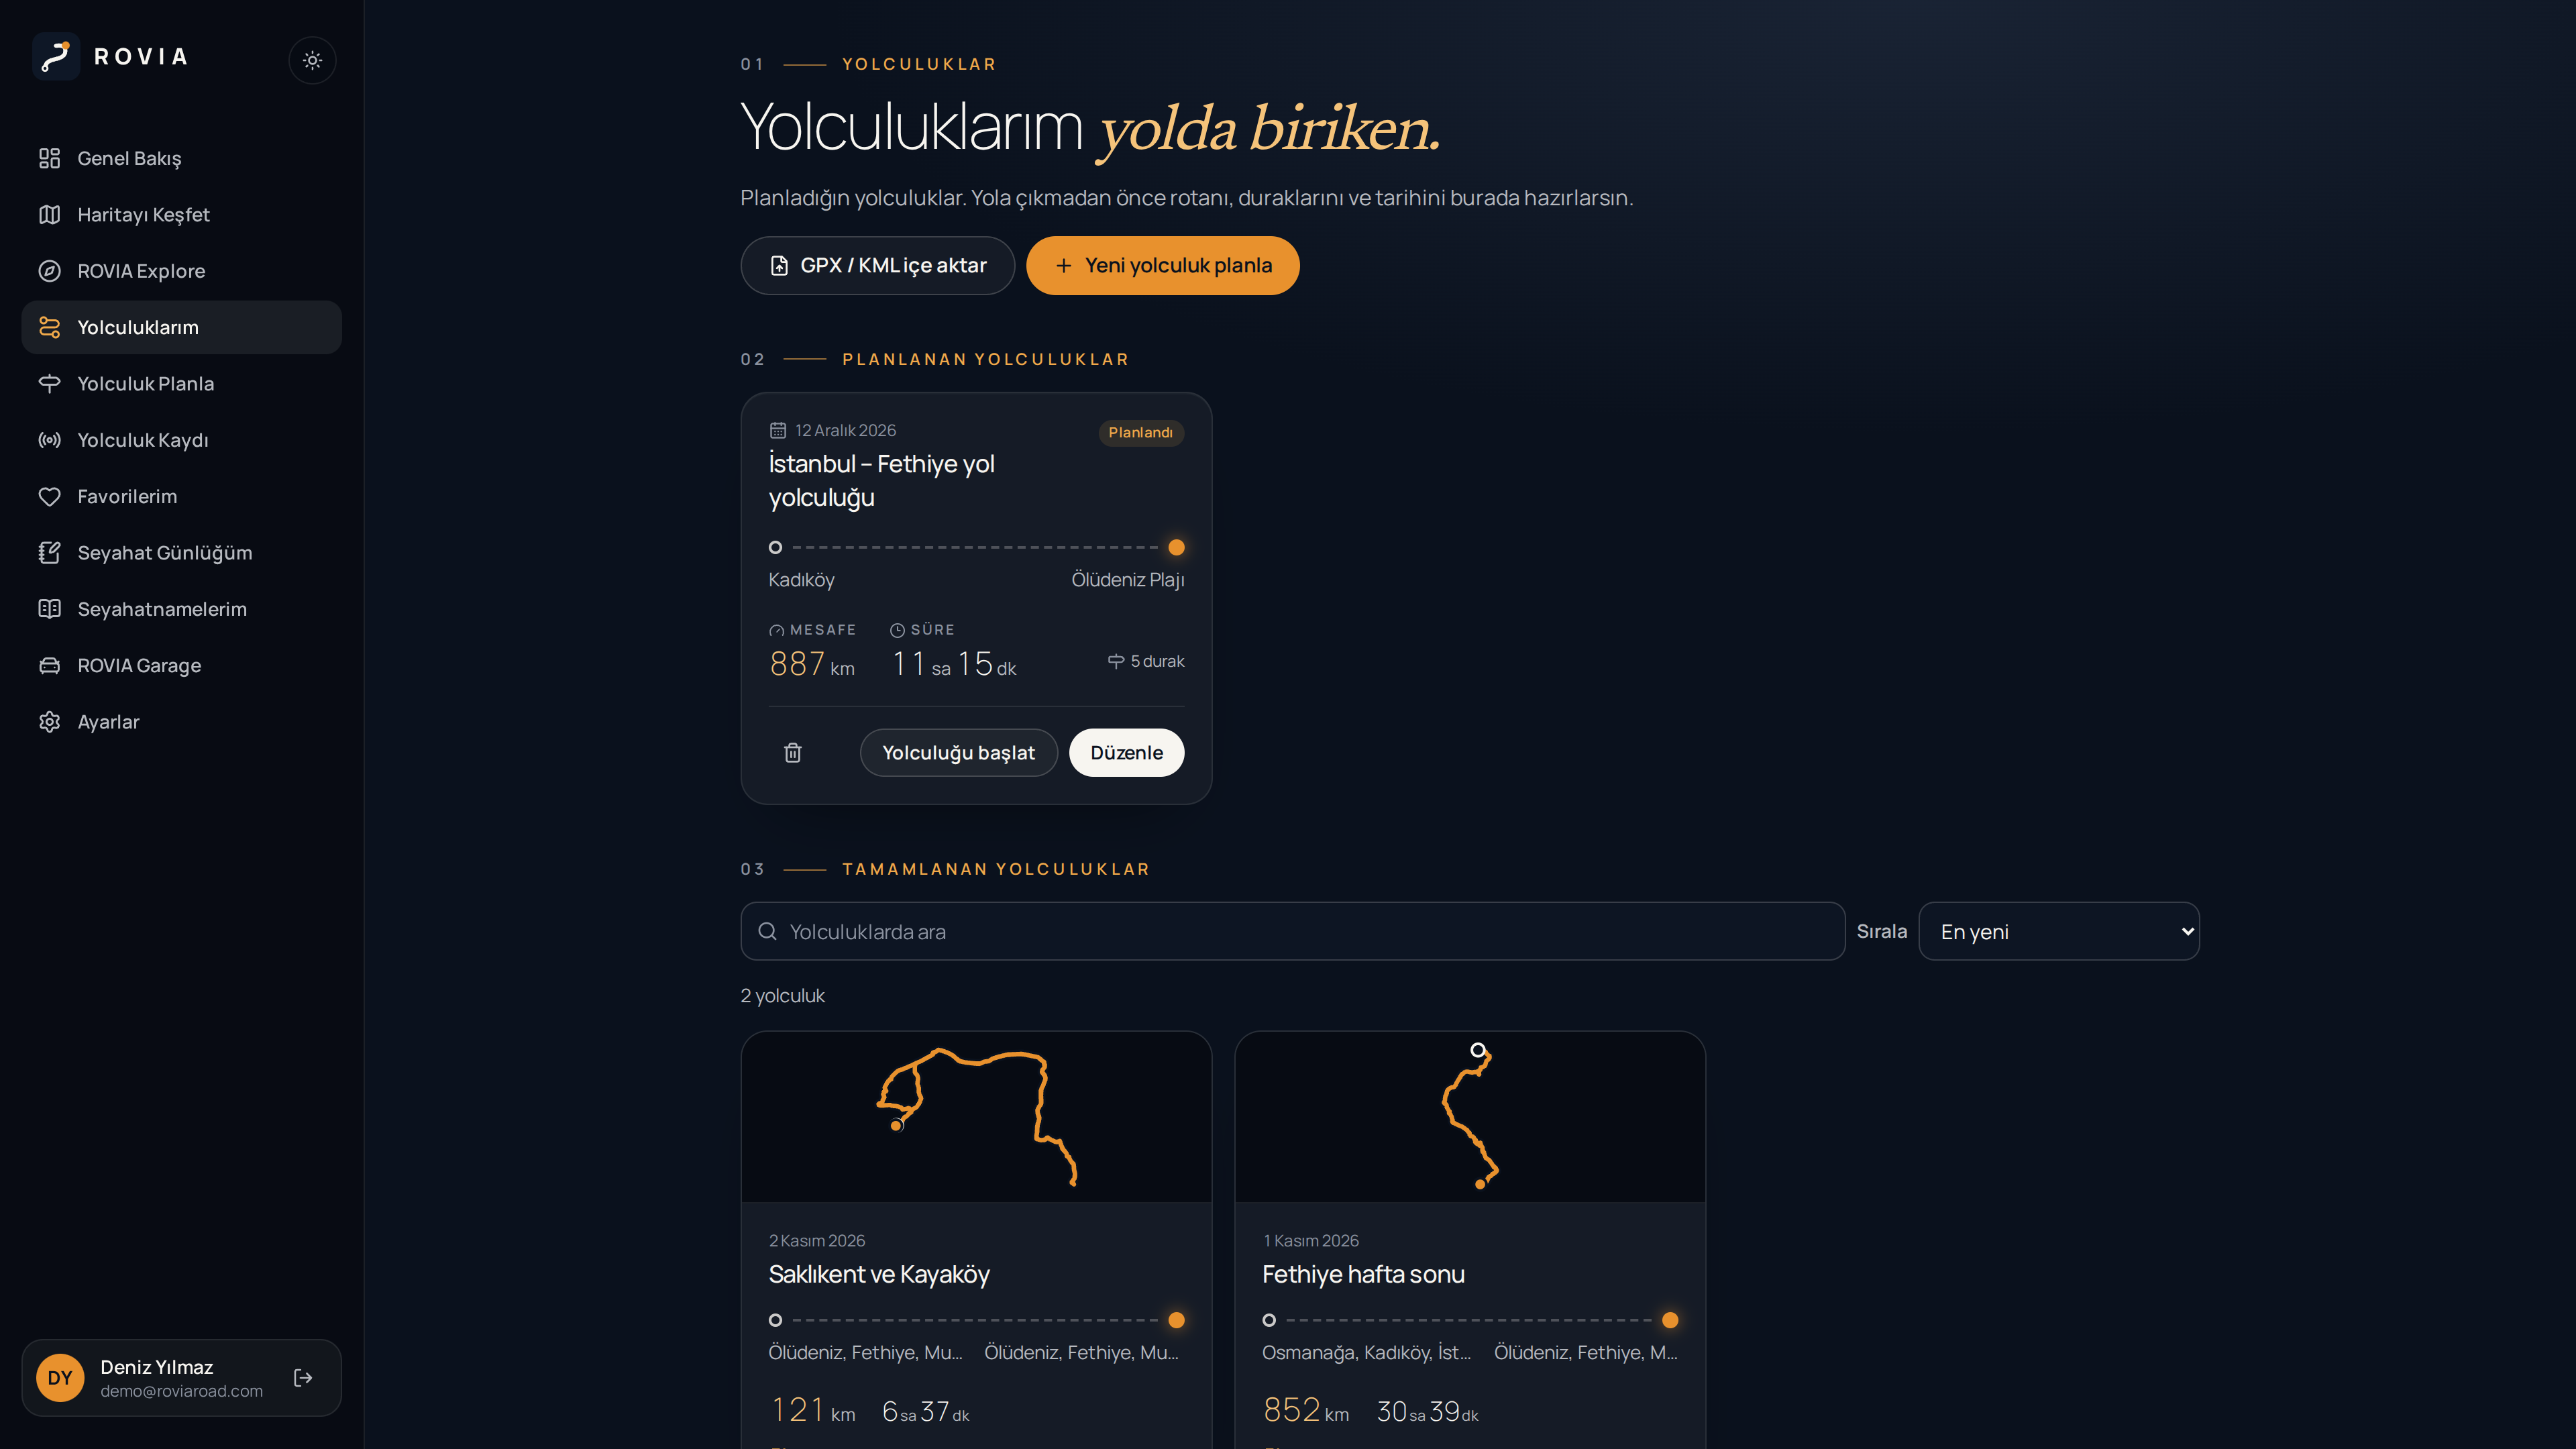 ROVIA
Genel Bakış
Haritayı Keşfet
ROVIA Explore
Yolculuklarım
Yolculuk Planla
Yolculuk Kaydı
Favorilerim
Seyahat Günlüğüm
Seyahatnamelerim
ROVIA Garage
Ayarlar
DY
Deniz Yılmaz
demo@roviaroad.com
01 YOLCULUKLAR
Yolculuklarım yolda biriken.
Planladığın yolculuklar. Yola çıkmadan önce rotanı, duraklarını ve tarihini burada hazırlarsın.
GPX / KML içe aktar
Yeni yolculuk planla
02 PLANLANAN YOLCULUKLAR
12 Aralık 2026
Planlandı
İstanbul – Fethiye yol
yolculuğu
Kadıköy
Ölüdeniz Plajı
MESAFE
SÜRE
887 km
11 sa 15 dk
5 durak
Yolculuğu başlat
Düzenle
03 TAMAMLANAN YOLCULUKLAR
Yolculuklarda ara
Sırala
En yeni
2 yolculuk
2 Kasım 2026
Saklıkent ve Kayaköy
Ölüdeniz, Fethiye, Mu...
Ölüdeniz, Fethiye, Mu...
121 km
6 sa 37 dk
1 Kasım 2026
Fethiye hafta sonu
Osmanağa, Kadıköy, İst...
Ölüdeniz, Fethiye, M...
852 km
30 sa 39 dk